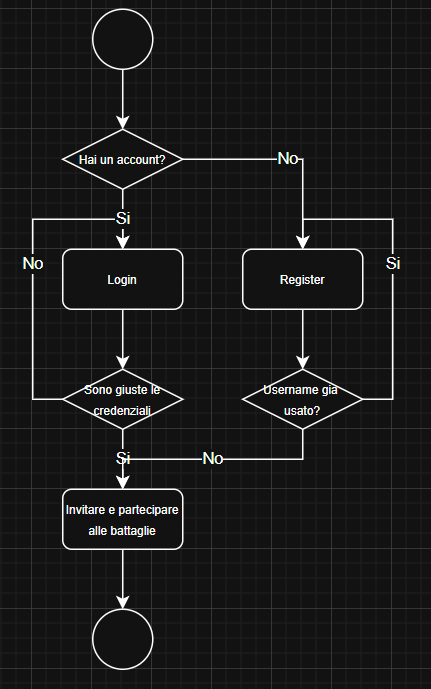 Hai un account?
No
Si
No
Si
Login
Register
Sono giuste le
credenziali
Username già
usato?
Si
No
Invitare e partecipare
alle battaglie